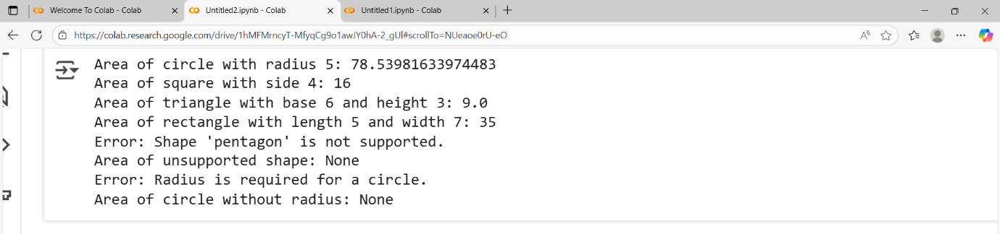 Welcome To Colab - Colab
Untitled2.ipynb - Colab
Untitled1.ipynb - Colab
https://colab.research.google.com/drive/1hMFMrncyT-MfyqCg9o1awJY0hA-2_gUl#scrollTo=NUeaoe0rU-eO
Area of circle with radius 5: 78.53981633974483
Area of square with side 4: 16
Area of triangle with base 6 and height 3: 9.0
Area of rectangle with length 5 and width 7: 35
Error: Shape 'pentagon' is not supported.
Area of unsupported shape: None
Error: Radius is required for a circle.
Area of circle without radius: None